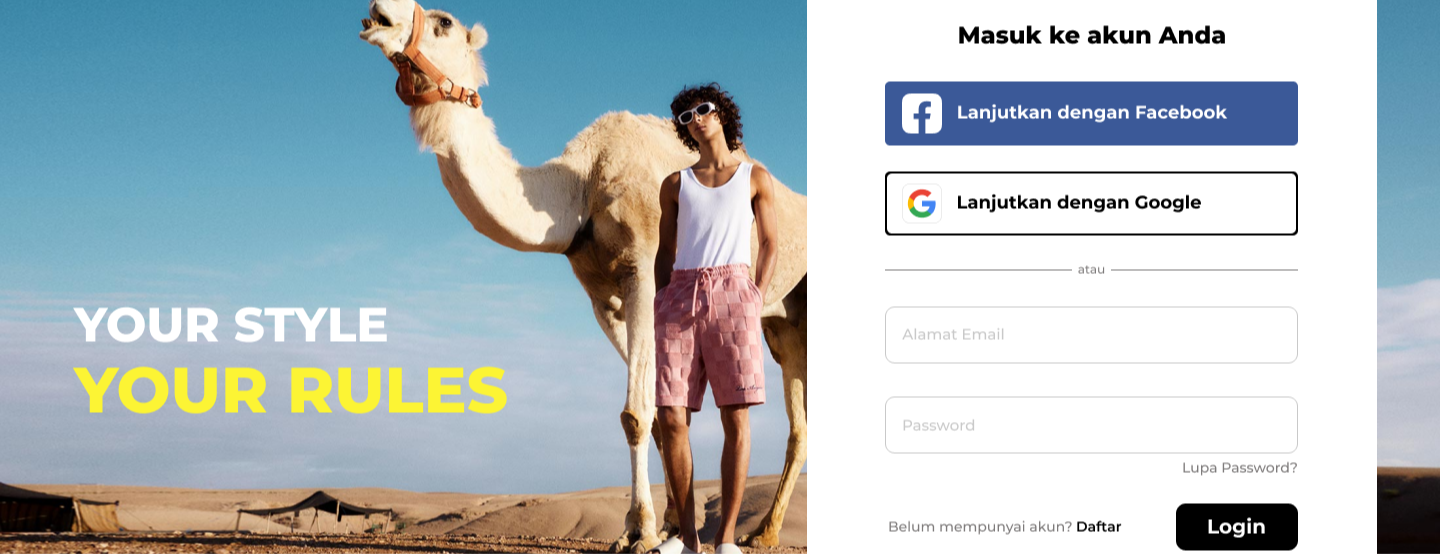 YOUR STYLE
YOUR RULES
Masuk ke akun Anda
Lanjutkan dengan Facebook
Lanjutkan dengan Google
atau
Alamat Email
Password
Lupa Password?
Belum mempunyai akun? Daftar
Login